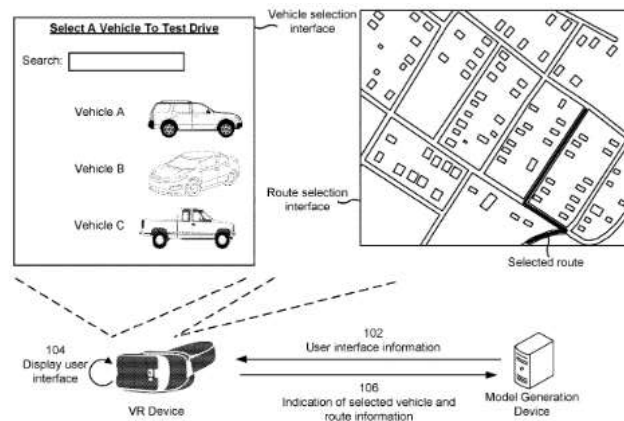 Select A Vehicle To Test Drive
Search:
Vehicle A
Vehicle B
Vehicle C
Vehicle selection
interface
Route selection
interface
Selected route
104
Display user
interface
VR Device
102
User interface information
106
Indication of selected vehicle and
route information
Model Generation
Device